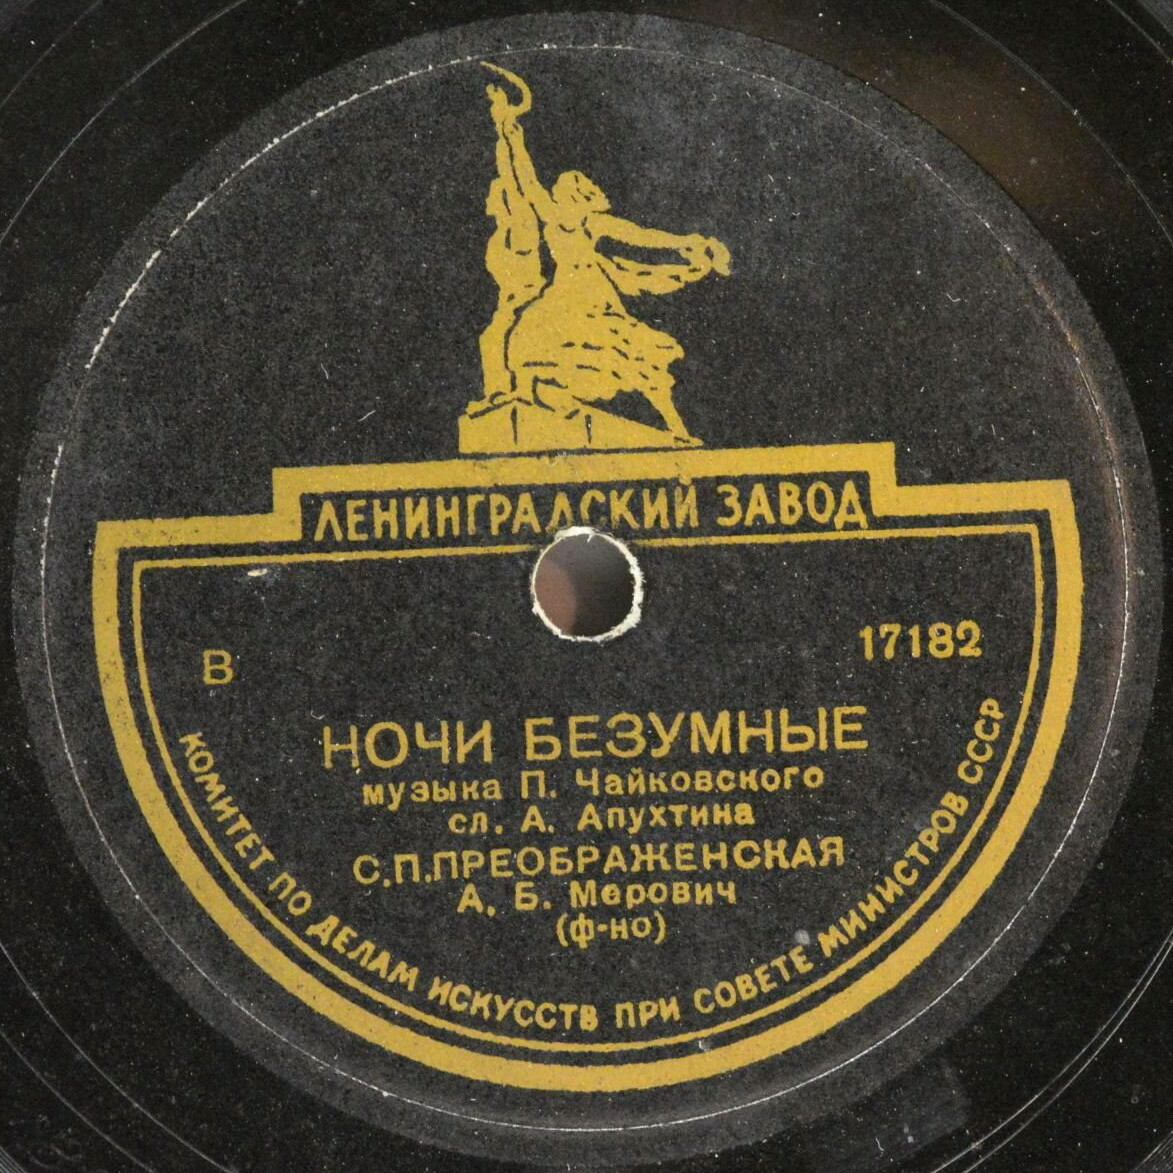 ЛЕНИНГРАДСКИЙ ЗАВОД
В
17182
НОЧИ БЕЗУМНЫЕ
музыка П. Чайковского
сл. А. Апухтина
С.П.ПРЕОБРАЖЕНСКАЯ
А. Б. Мерович
(ф-но)
КОМИТЕТ ПО ДЕЛАМ ИСКУССТВ ПРИ СОВЕТЕ МИНИСТРОВ СССР